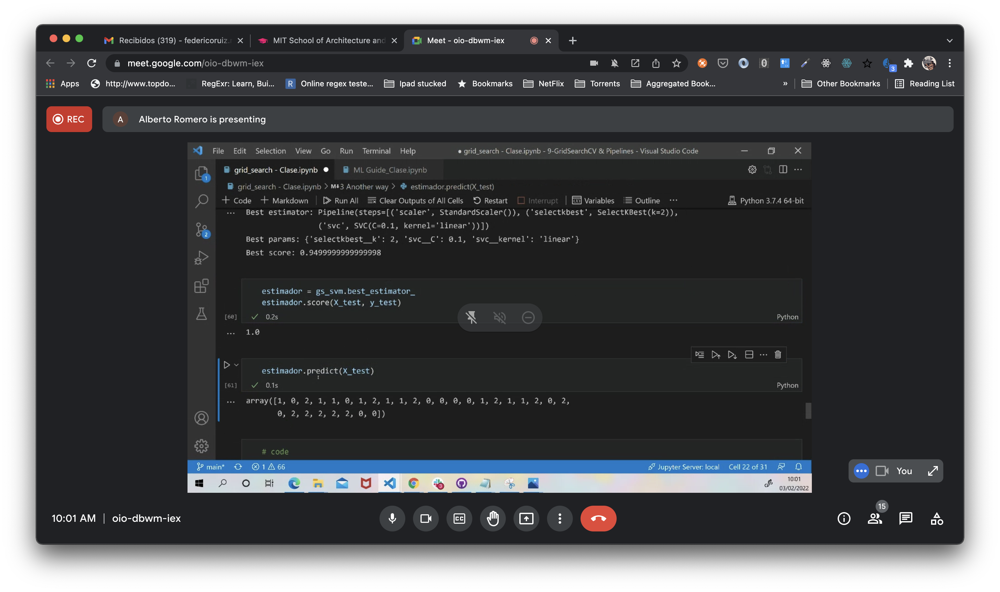 Recibidos (319) - federicoruiz.r
MIT School of Architecture and
Meet - oio-dbwm-iex
meet.google.com/oio-dbwm-iex
3
Apps
http://www.topdo...
RegExr: Learn, Bui...
R
Online regex teste...
Ipad stucked
Bookmarks
NetFlix
Torrents
Aggregated Book...
»
Other Bookmarks
Reading List
REC
A
Alberto Romero is presenting
File Edit Selection View Go Run Terminal Help
● grid_search - Clase.ipynb - 9-GridSearchCV & Pipelines - Visual Studio Code
grid_search - Clase.ipynb ●
ML Guide_Clase.ipynb
1
grid_search - Clase.ipynb > M↓3 Another way > estimador.predict(X_test)
+ Code + Markdown Run All Clear Outputs of All Cells Restart Interrupt Variables Outline ... Python 3.7.4 64-bit
... Best estimator: Pipeline(steps=[('scaler', StandardScaler()), ('selectkbest', SelectKBest(k=2)),
('svc', SVC(C=0.1, kernel='linear'))])
2
Best params: {'selectkbest__k': 2, 'svc__C': 0.1, 'svc__kernel': 'linear'}
Best score: 0.9499999999999998
estimador = gs_svm.best_estimator_
estimador.score(X_test, y_test)
[60] ✓ 0.2s Python
... 1.0
estimador.predict(X_test)
[61] ✓ 0.1s Python
... array([1, 0, 2, 1, 1, 0, 1, 2, 1, 1, 2, 0, 0, 0, 0, 1, 2, 1, 1, 2, 0, 2,
0, 2, 2, 2, 2, 2, 0, 0])
# code
main* 1 66 Jupyter Server: local Cell 22 of 31
3
10:01
03/02/2022
You
10:01 AM | oio-dbwm-iex
CC
15